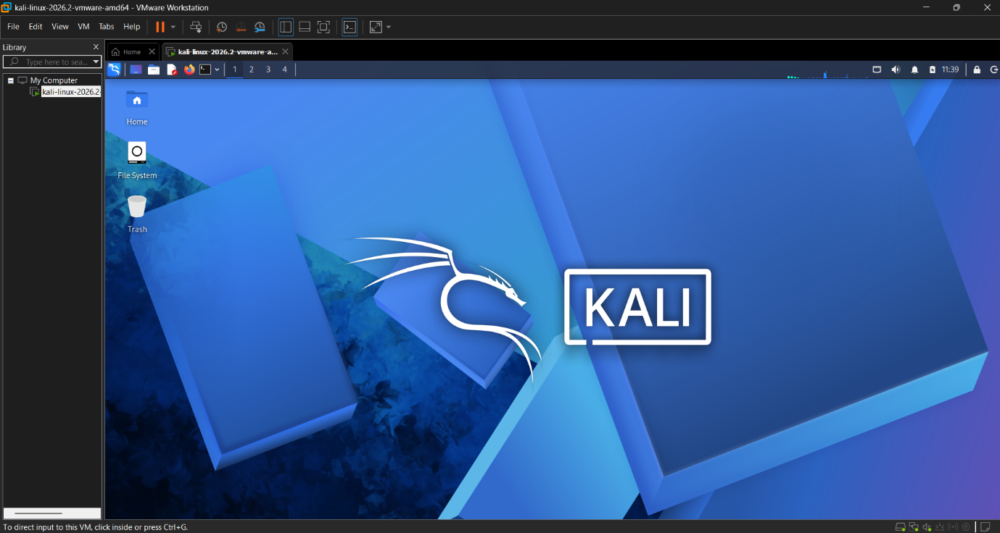 kali-linux-2026.2-vmware-amd64 - VMware Workstation
File Edit View VM Tabs Help
Library
Type here to sea...
Home
kali-linux-2026.2-vmware-a...
1 2 3 4
11:39
My Computer
kali-linux-2026.2-
Home
File System
Trash
KALI
To direct input to this VM, click inside or press Ctrl+G.